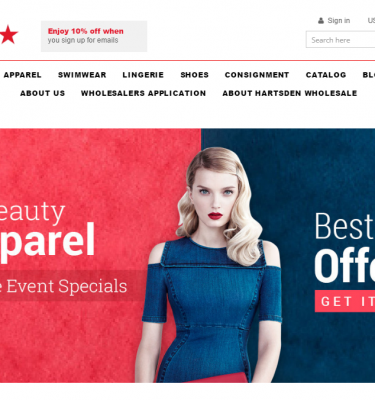 Enjoy 10% off when
you sign up for emails
Sign in
US
Search here
APPAREL SWIMWEAR LINGERIE SHOES CONSIGNMENT CATALOG BL
ABOUT US WHOLESALERS APPLICATION ABOUT HARTSDEN WHOLESALE
eauty
parel
e Event Specials
Best
Offe
GET IT